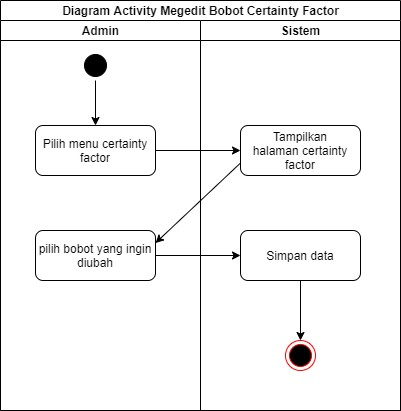 Diagram Activity Megedit Bobot Certainty Factor
Admin
Sistem
Pilih menu certainty
factor
Tampilkan
halaman certainty
factor
pilih bobot yang ingin
diubah
Simpan data